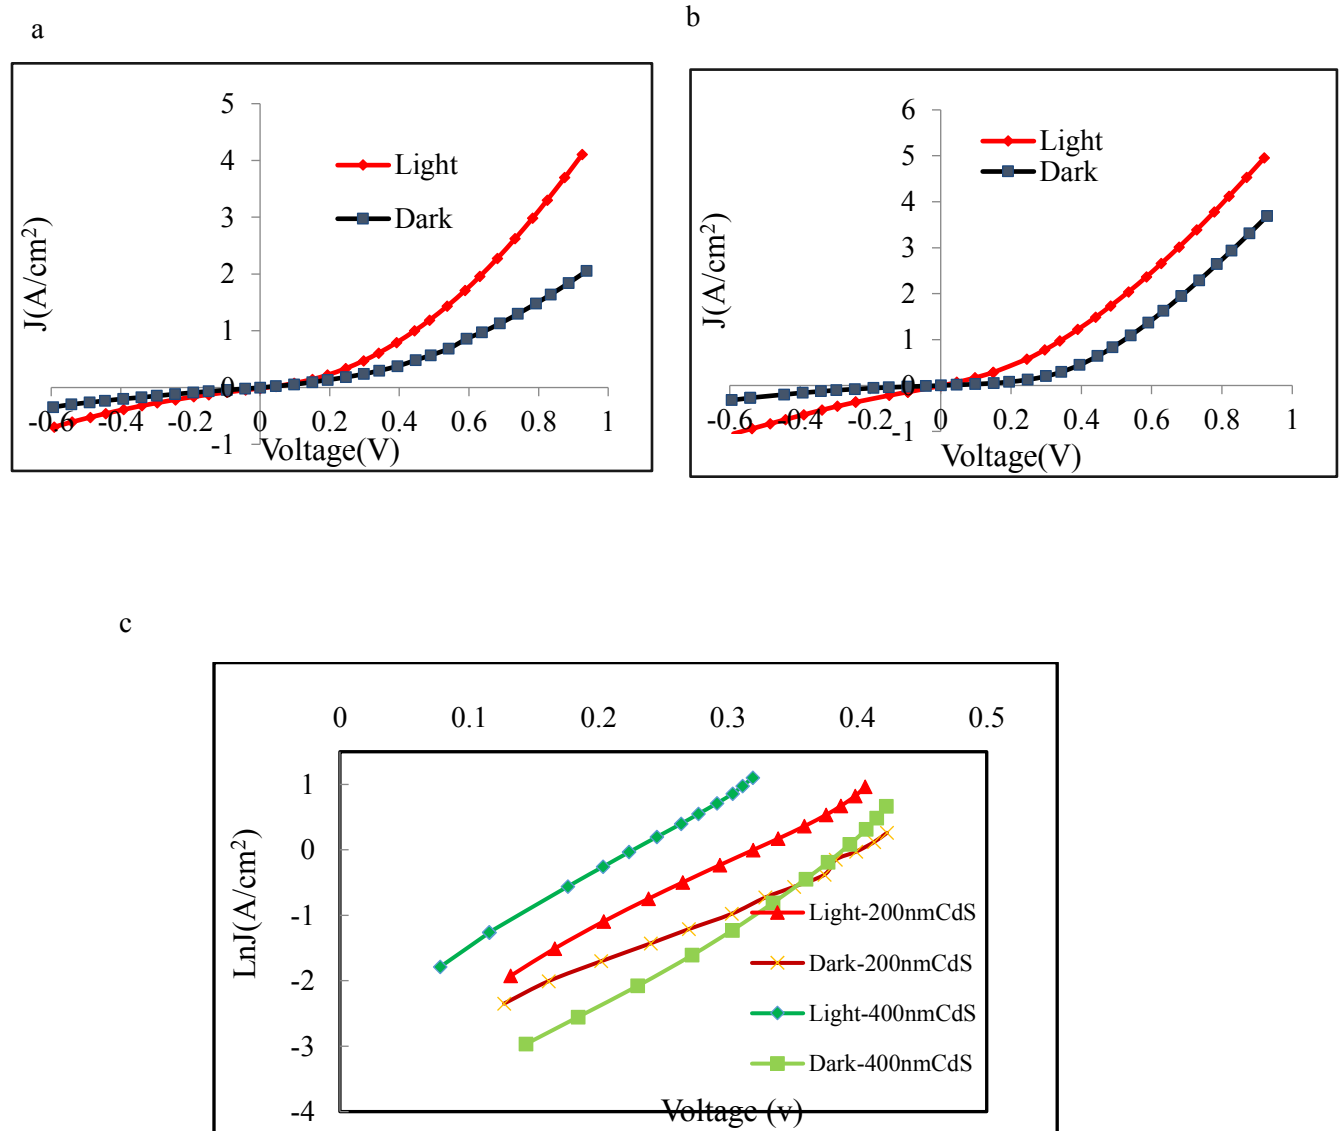 a
b
5
4
3
2
1
0
-1
-0.6
-0.4
-0.2
0
0.2
0.4
0.6
0.8
1
J(A/cm²)
Voltage(V)
Light
Dark
6
5
4
3
2
1
0
-1
-0.6
-0.4
-0.2
0
0.2
0.4
0.6
0.8
1
J(A/cm²)
Voltage(V)
Light
Dark
c
0
0.1
0.2
0.3
0.4
0.5
1
0
-1
-2
-3
-4
LnJ(A/cm²)
Light-200nmCdS
Dark-200nmCdS
Light-400nmCdS
Dark-400nmCdS
Voltage (v)